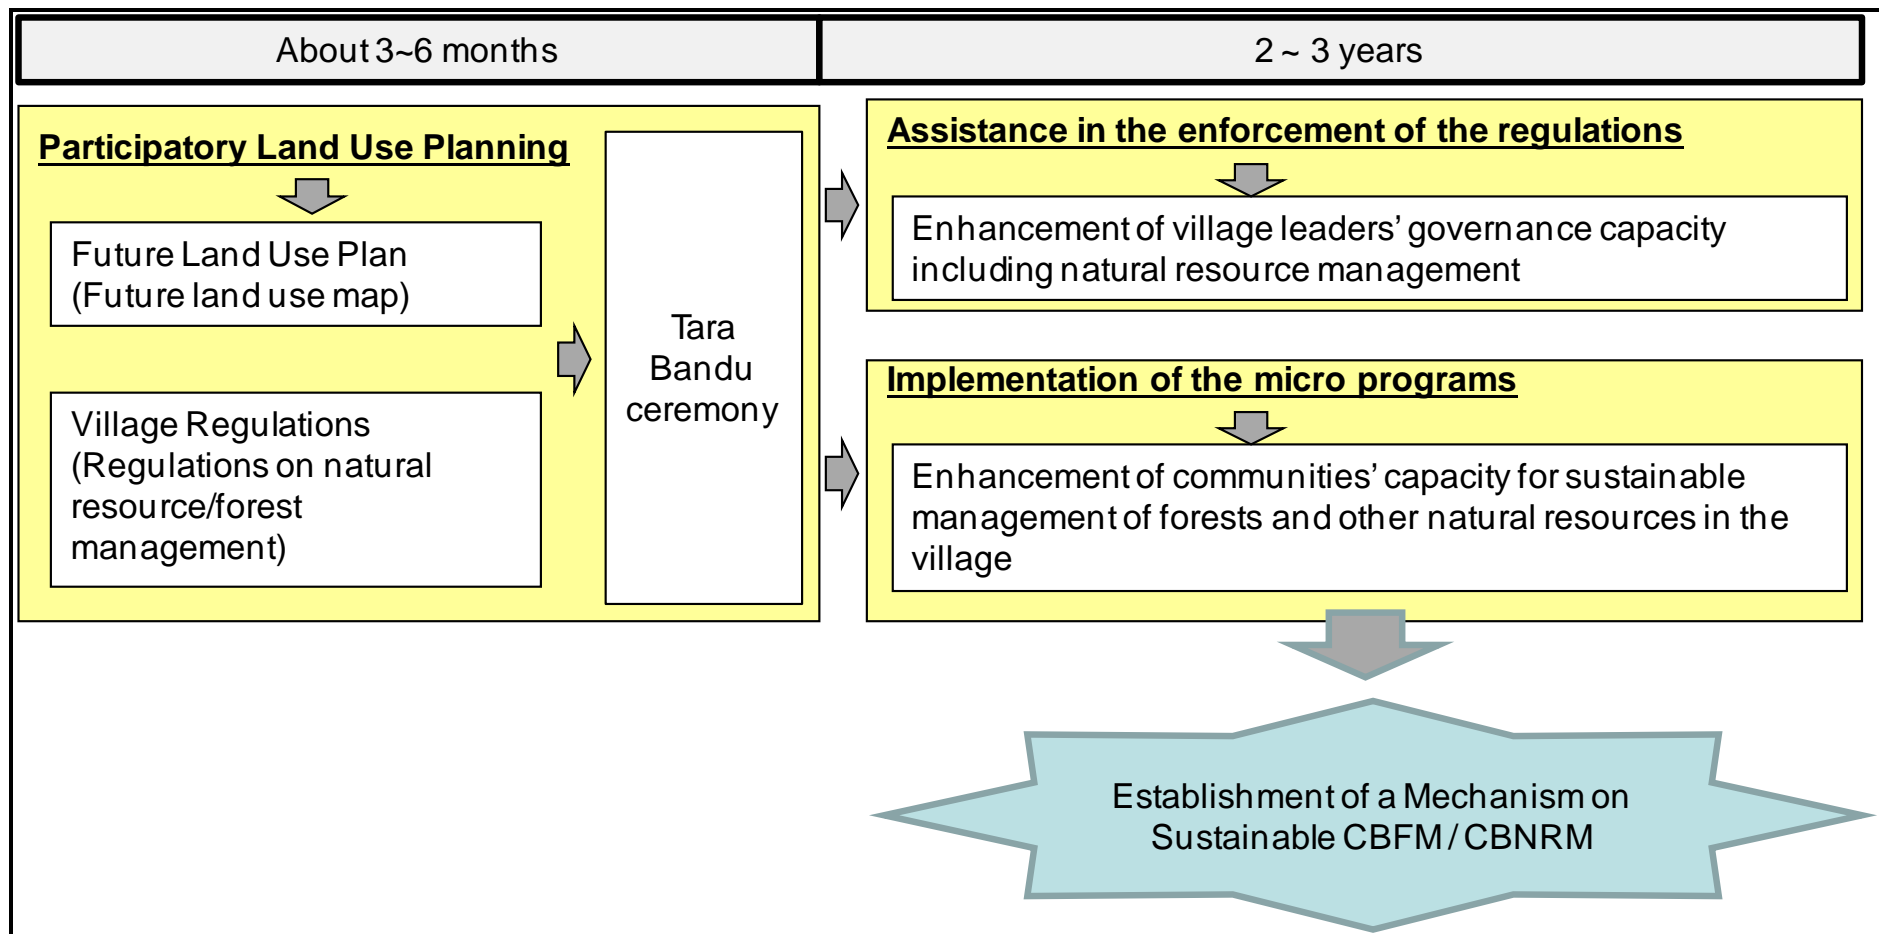 About 3~6 months
2 ~ 3 years
Participatory Land Use Planning
Future Land Use Plan
(Future land use map)
Village Regulations
(Regulations on natural
resource/forest
management)
Tara
Bandu
ceremony
Assistance in the enforcement of the regulations
Enhancement of village leaders’ governance capacity
including natural resource management
Implementation of the micro programs
Enhancement of communities’ capacity for sustainable
management of forests and other natural resources in the
village
Establishment of a Mechanism on
Sustainable CBFM / CBNRM